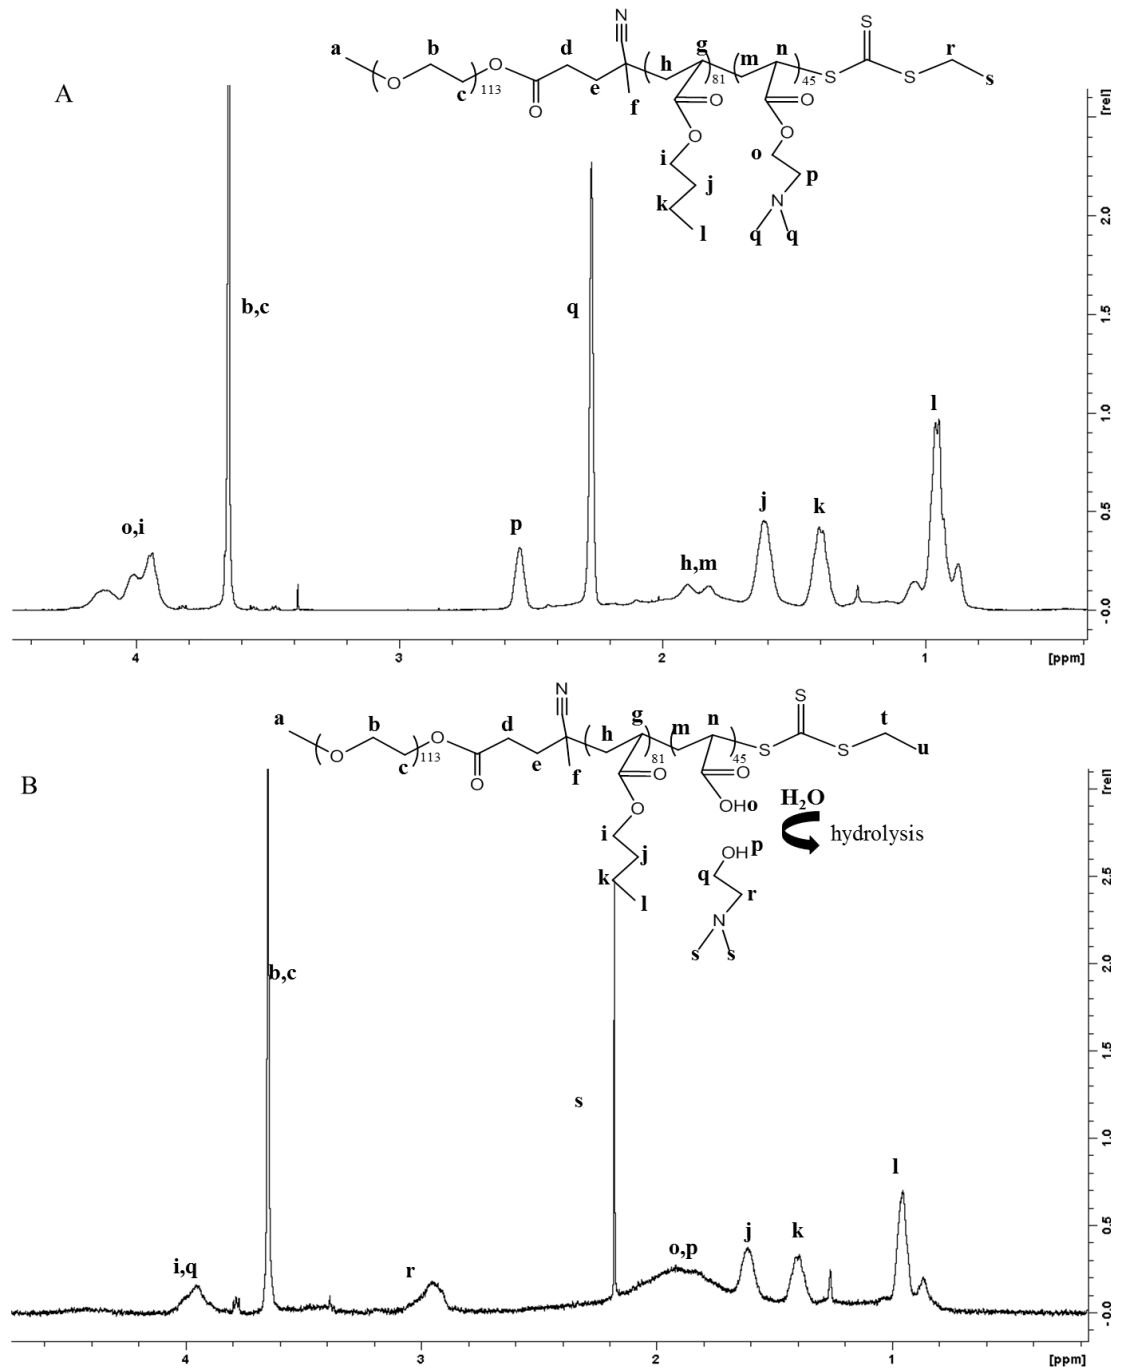 N
a b d g n S r
O O h m S S s
A c 113 O e f 81 O 45 O
O O
i o
j p
k N
l q q
[rel]
2.0
1.5
1.0
0.5
- 0.0
b,c
q
l
o,i
p
j
k
h,m
4 3 2 1 [ppm]
N
a b d g m n S t
O O h S S u
B c 113 O e f 81 O 45 O
O OHo
H2O
hydrolysis
i
j
k
l
OH p
q
r
N
s s
[rel]
2.5
2.0
1.5
1.0
0.5
- 0.0
b,c
s
l
i,q
r
o,p
j
k
4 3 2 1 [ppm]